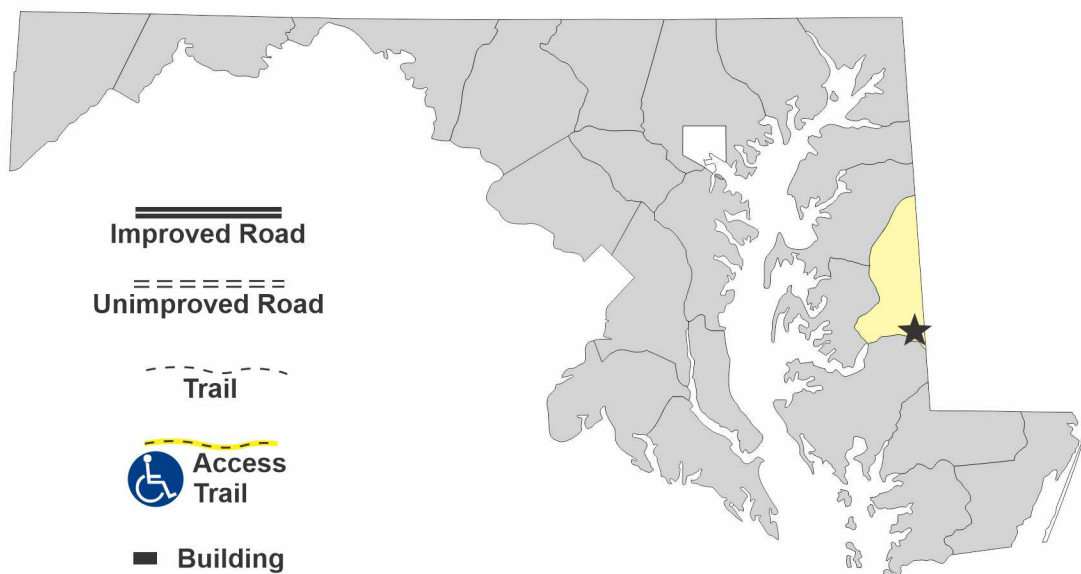 Improved Road
Unimproved Road
Trail
Access
Trail
Building